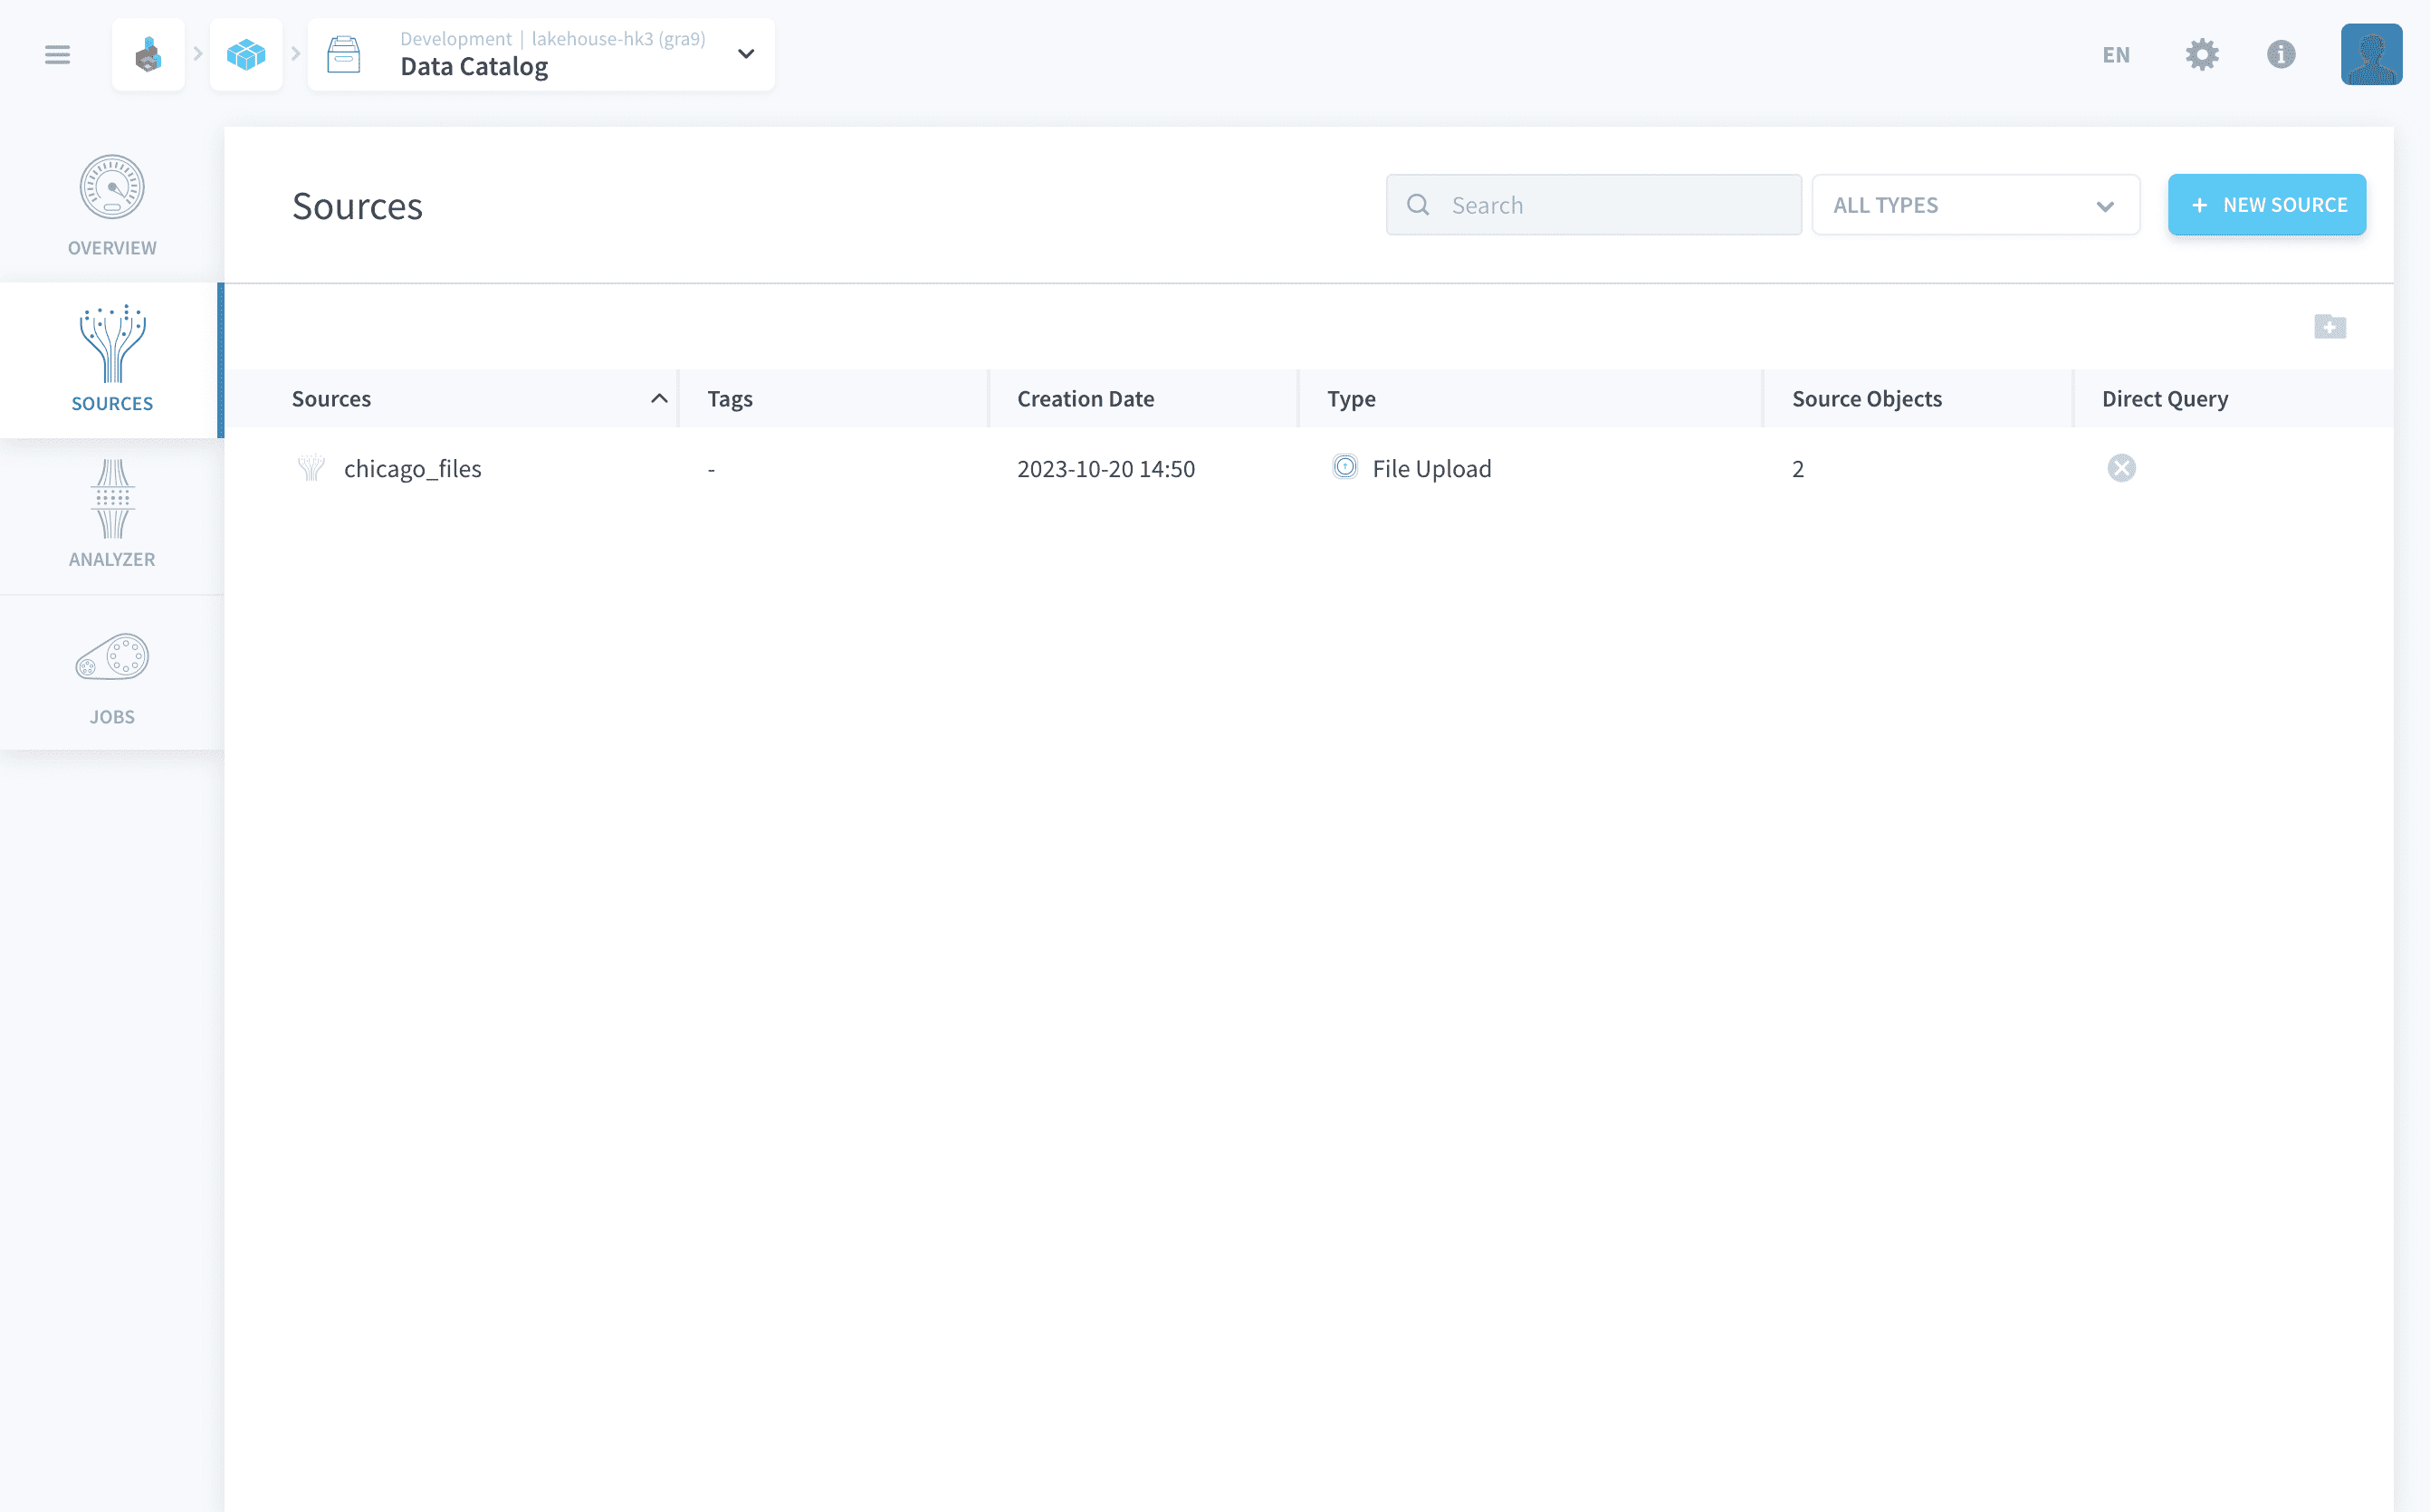 Development | lakehouse-hk3 (gra9)
Data Catalog
EN
OVERVIEW
SOURCES
ANALYZER
JOBS
Sources
Search
ALL TYPES
+ NEW SOURCE
Sources Tags Creation Date Type Source Objects Direct Query
chicago_files - 2023-10-20 14:50 File Upload 2